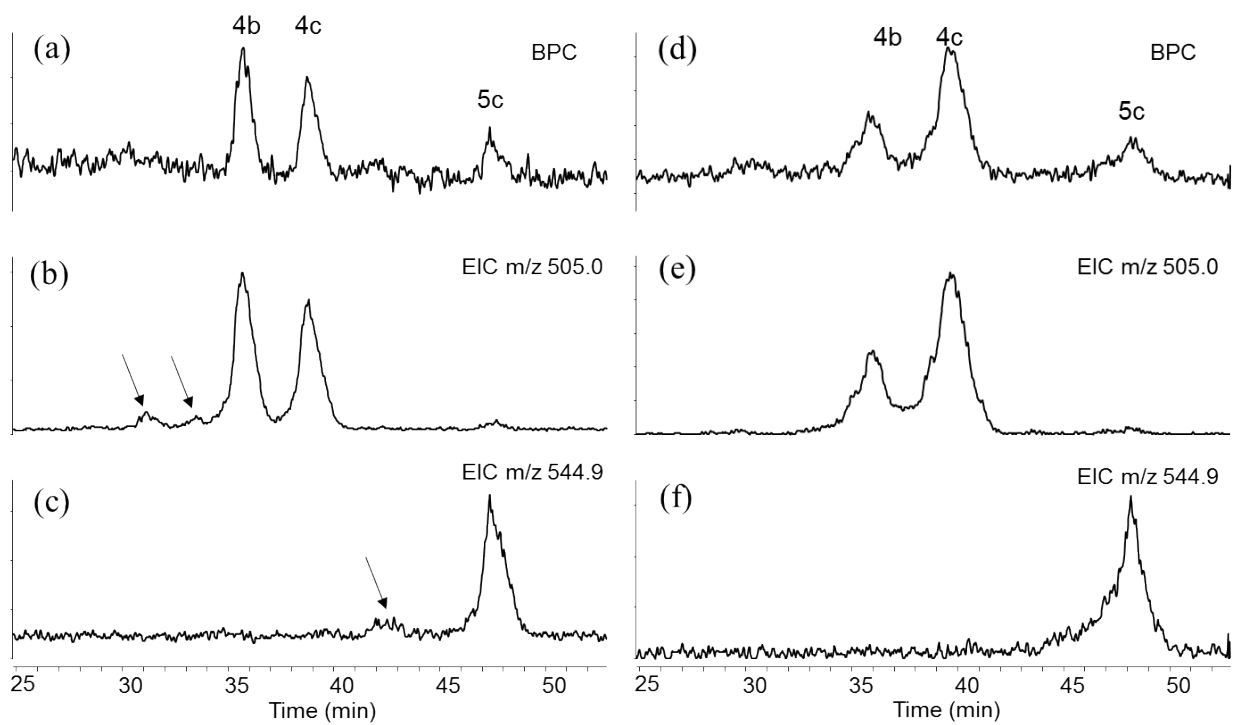 (a)
4b
4c
5c
BPC
(d)
4b
4c
5c
BPC
(b)
EIC m/z 505.0
(e)
EIC m/z 505.0
(c)
EIC m/z 544.9
(f)
EIC m/z 544.9
25 30 35 40 45 50
Time (min)
25 30 35 40 45 50
Time (min)